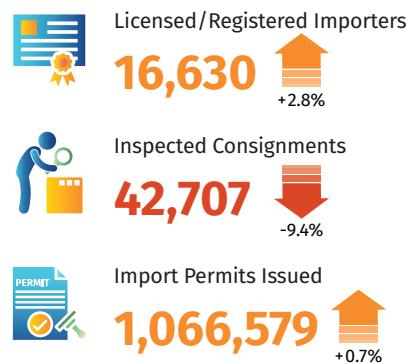 Licensed/Registered Importers
16,630
+2.8%
Inspected Consignments
42,707
-9.4%
PERMIT
Import Permits Issued
1,066,579
+0.7%